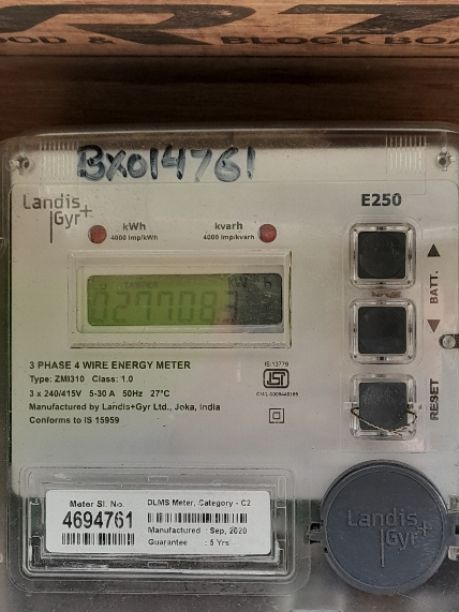 BX014761
Landis
Gyr+
E250
kWh
4000 imp/kWh
kvarh
4000 imp/kvarh
BATT.
RESET
3 PHASE 4 WIRE ENERGY METER
Type: ZMI310 Class: 1.0
3 x 240/415V 5-30 A 50Hz 27°C
Manufactured by Landis+Gyr Ltd., Joka, India
Conforms to IS 15959
IS:13779
Meter Sl. No.
4694761
DLMS Meter, Category - C2
Manufactured : Sep, 2020
Guarantee : 5 Yrs
Landis
Gyr+